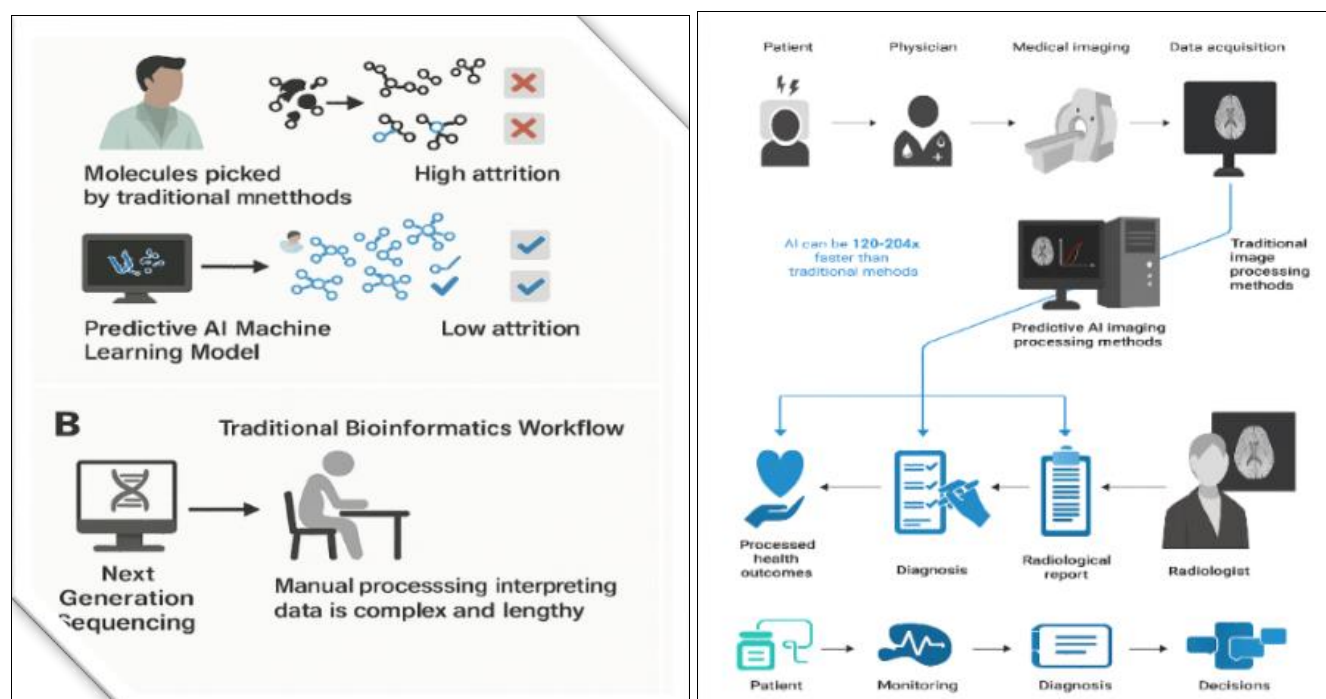 Molecules picked
by traditional mnetthods
High attrition
Predictive AI Machine
Learning Model
Low attrition
B
Traditional Bioinformatics Workflow
Next
Generation
Sequencing
Manual processsing interpreting
data is complex and lengthy
Patient
Physician
Medical imaging
Data acquisition
AI can be 120-204x
faster than
traditional mehods
Traditional
image
processing
methods
Predictive AI imaging
processing methods
Processed
health
outcomes
Diagnosis
Radiological
report
Radiologist
Patient
Monitoring
Diagnosis
Decisions